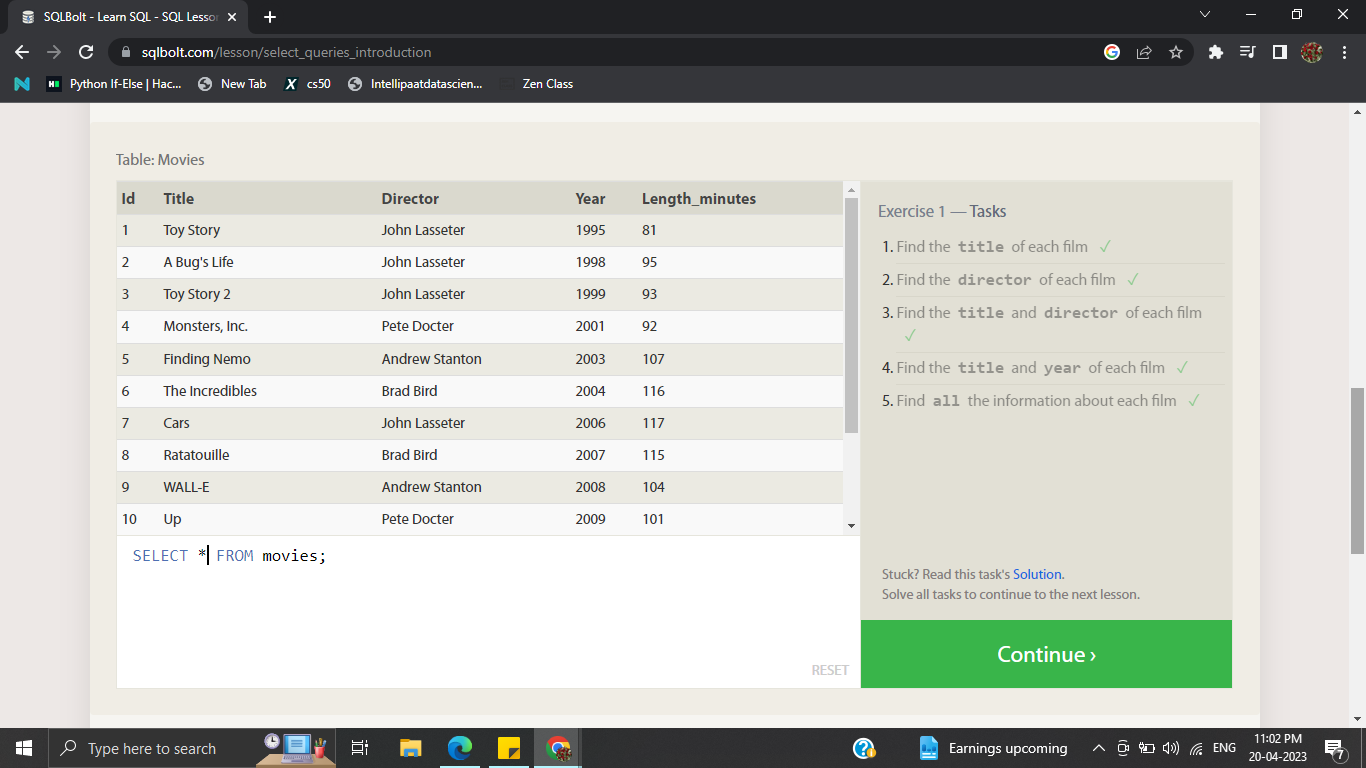 SQLBolt - Learn SQL - SQL Lesson
sqlbolt.com/lesson/select_queries_introduction
Python If-Else | Hac...
New Tab
cs50
Intellipaatdatascien...
Zen Class
Table: Movies
Id Title Director Year Length_minutes
1 Toy Story John Lasseter 1995 81
2 A Bug's Life John Lasseter 1998 95
3 Toy Story 2 John Lasseter 1999 93
4 Monsters, Inc. Pete Docter 2001 92
5 Finding Nemo Andrew Stanton 2003 107
6 The Incredibles Brad Bird 2004 116
7 Cars John Lasseter 2006 117
8 Ratatouille Brad Bird 2007 115
9 WALL-E Andrew Stanton 2008 104
10 Up Pete Docter 2009 101
SELECT * FROM movies;
RESET
Exercise 1 — Tasks
1. Find the title of each film ✓
2. Find the director of each film ✓
3. Find the title and director of each film
✓
4. Find the title and year of each film ✓
5. Find all the information about each film ✓
Stuck? Read this task's Solution.
Solve all tasks to continue to the next lesson.
Continue ›
Type here to search
Earnings upcoming
ENG
11:02 PM
20-04-2023
7